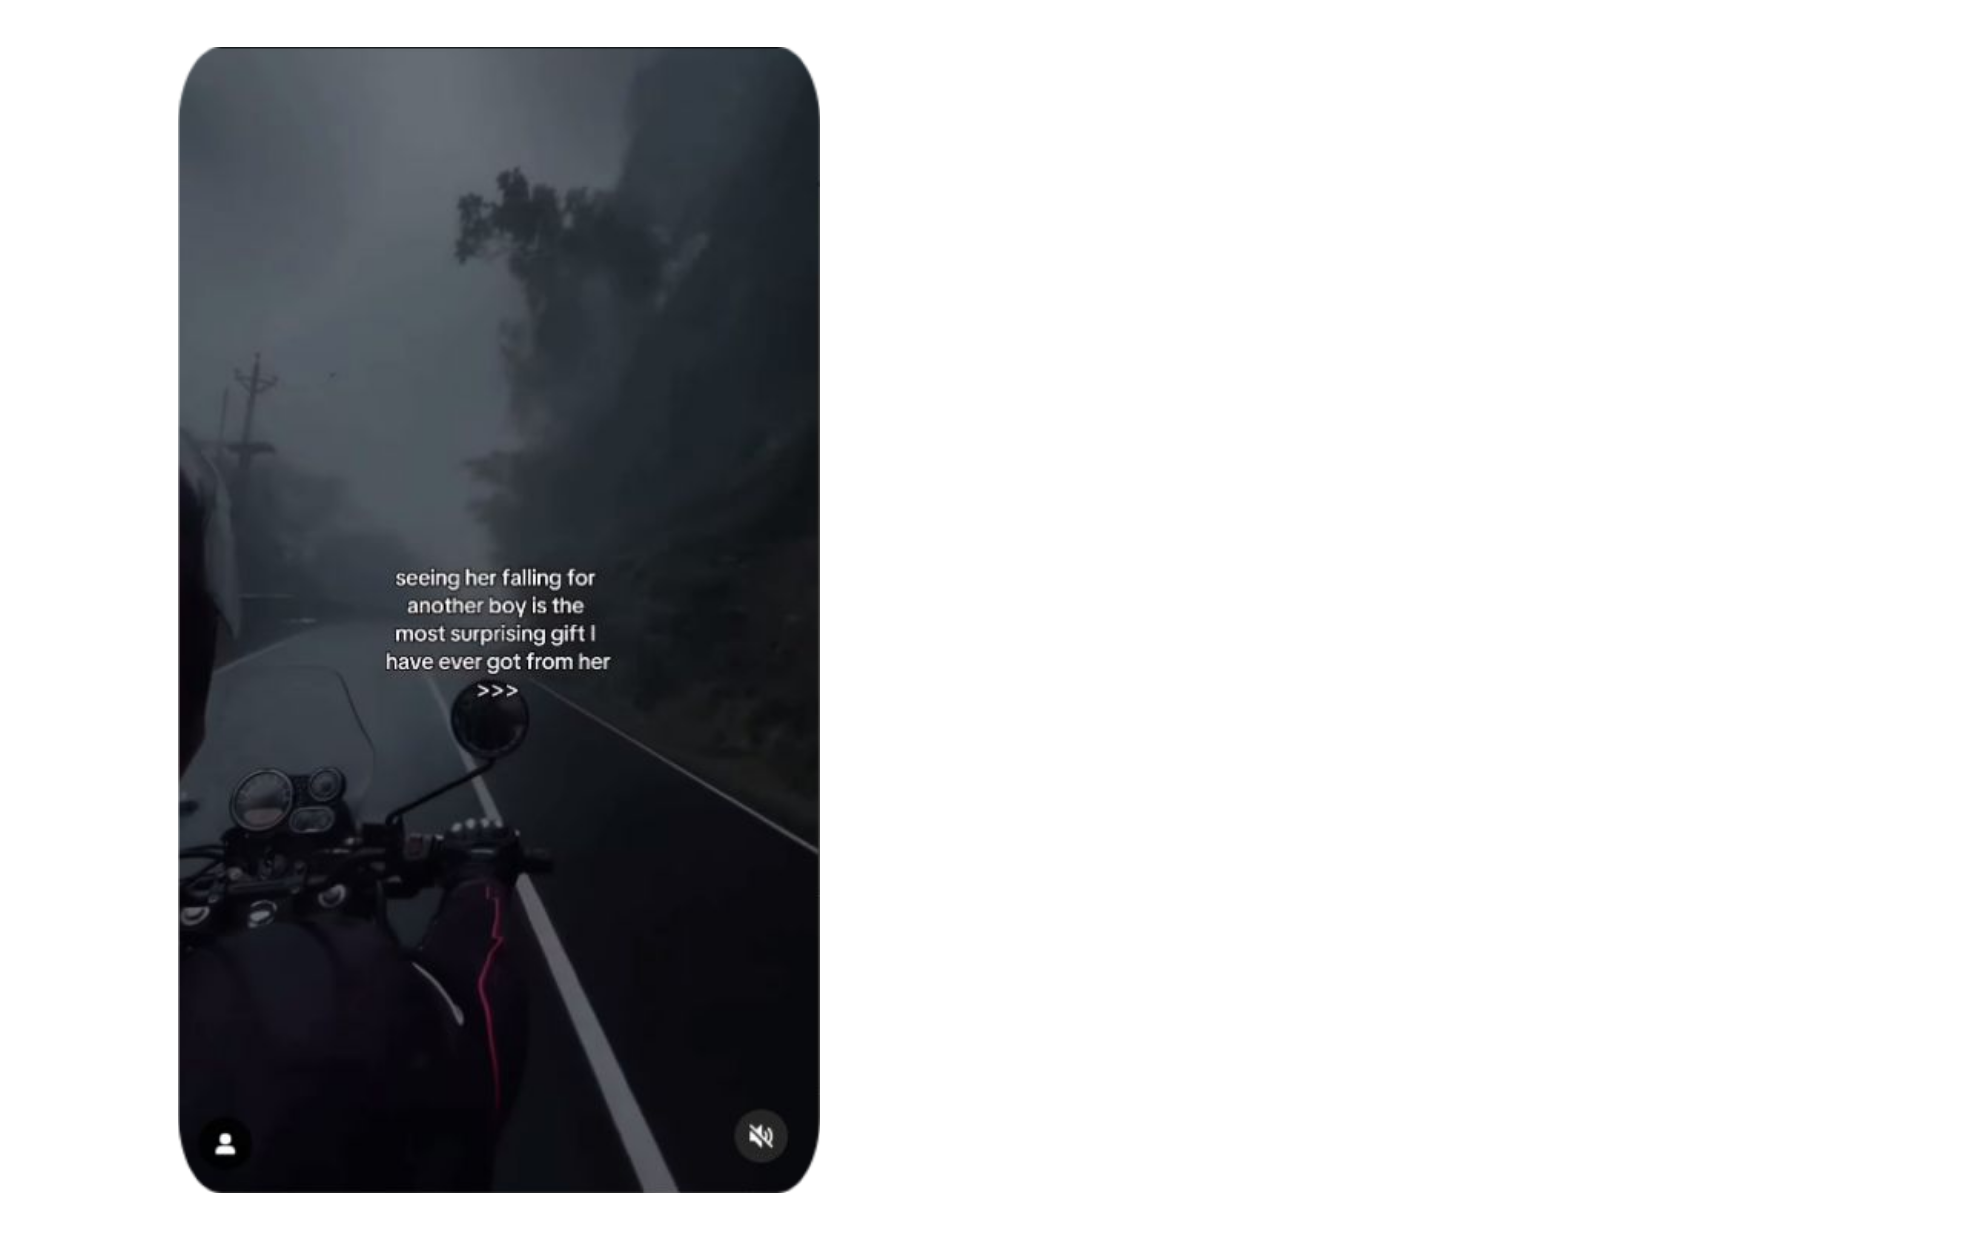 seeing her falling for
another boy is the
most surprising gift I
have ever got from her
>>>